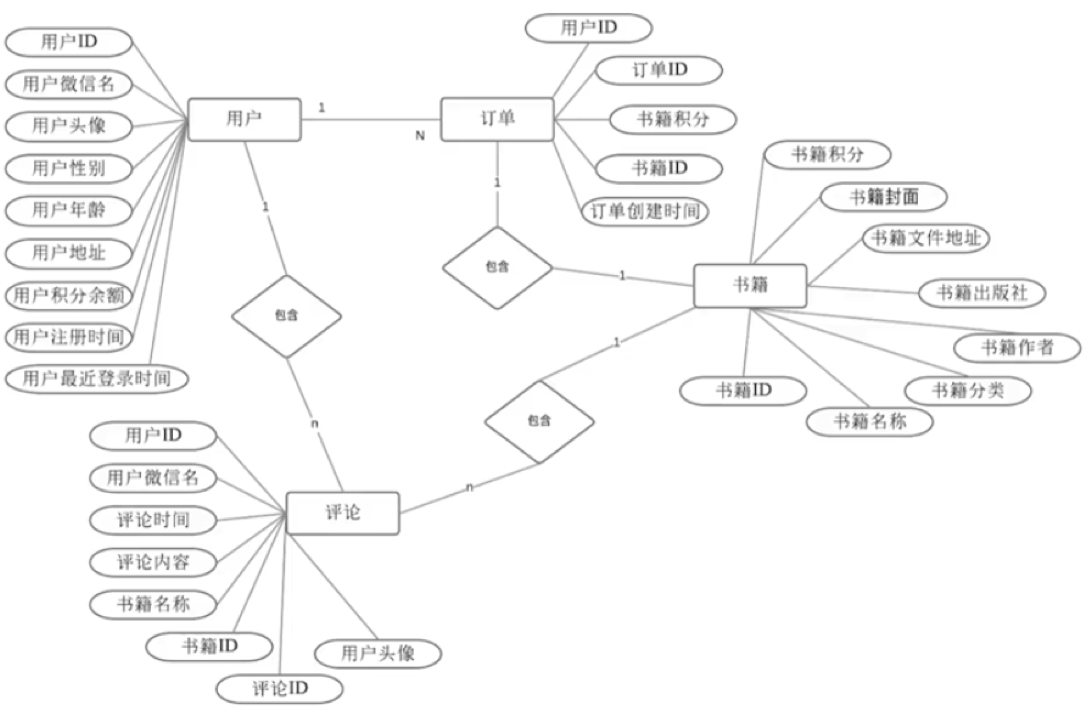 用户ID
用户微信名
用户头像
用户性别
用户年龄
用户地址
用户积分余额
用户注册时间
用户最近登录时间
用户
1
N
订单
用户ID
订单ID
书籍积分
书籍ID
订单创建时间
1
包含
1
书籍
书籍积分
书籍封面
书籍文件地址
书籍出版社
书籍作者
书籍分类
书籍名称
书籍ID
1
包含
n
1
包含
n
评论
用户ID
用户微信名
评论时间
评论内容
书籍名称
书籍ID
评论ID
用户头像